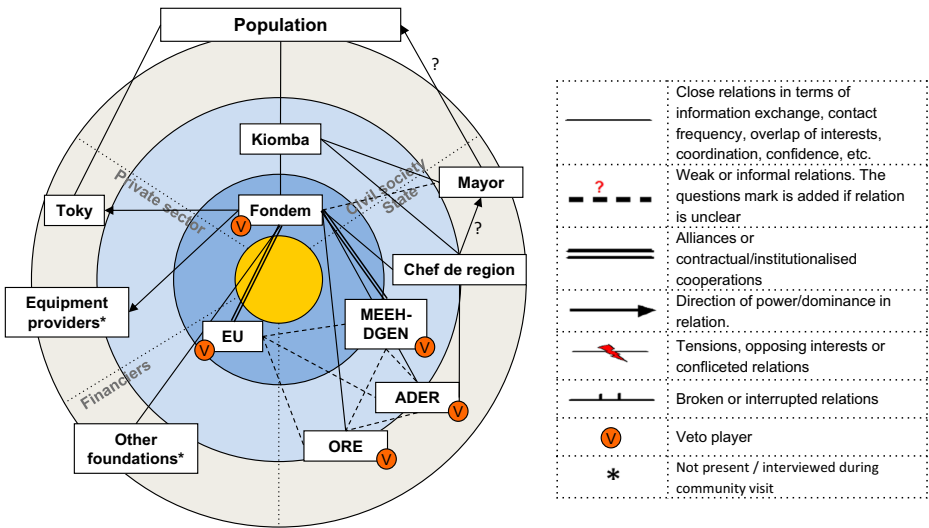 Population
?
Kiomba
Private sector
Civil society
State
Mayor
Toky
Fondem
V
?
Chef de region
Equipment
providers*
MEEH-
DGEN
EU
V
V
Financiers
ADER
V
Other
foundations*
ORE
V
Close relations in terms of
information exchange, contact
frequency, overlap of interests,
coordination, confidence, etc.
?
Weak or informal relations. The
questions mark is added if relation
is unclear
Alliances or
contractual/institutionalised
cooperations
Direction of power/dominance in
relation.
Tensions, opposing interests or
confliceted relations
Broken or interrupted relations
V
Veto player
*
Not present / interviewed during
community visit